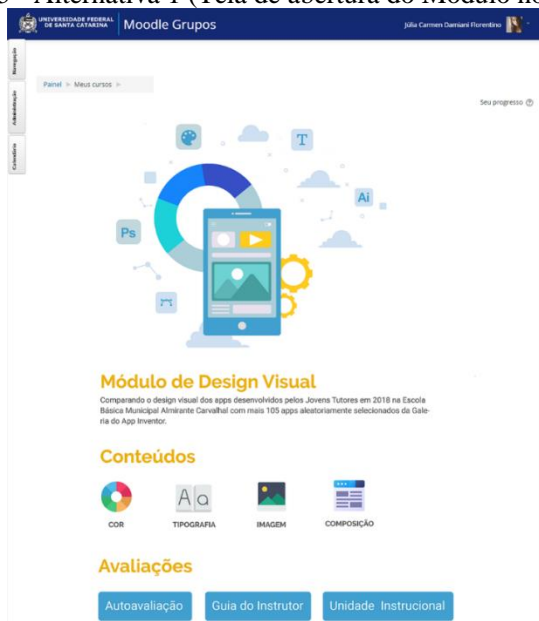 Alternativa 1 (Tela de abertura do Módulo no
UNIVERSIDADE FEDERAL
DE SANTA CATARINA
Moodle Grupos
Júlia Carmen Damiani Florentino
Navegação
Administração
Calendário
Painel ► Meus cursos ►
Seu progresso
T
Ai
Ps
Módulo de Design Visual
Comparando o design visual dos apps desenvolvidos pelos Jovens Tutores em 2018 na Escola
Básica Municipal Almirante Carvalhal com mais 105 apps aleatoriamente selecionados da Gale-
ria do App Inventor.
Conteúdos
Aa
COR
TIPOGRAFIA
IMAGEM
COMPOSIÇÃO
Avaliações
Autoavaliação
Guia do Instrutor
Unidade Instrucional